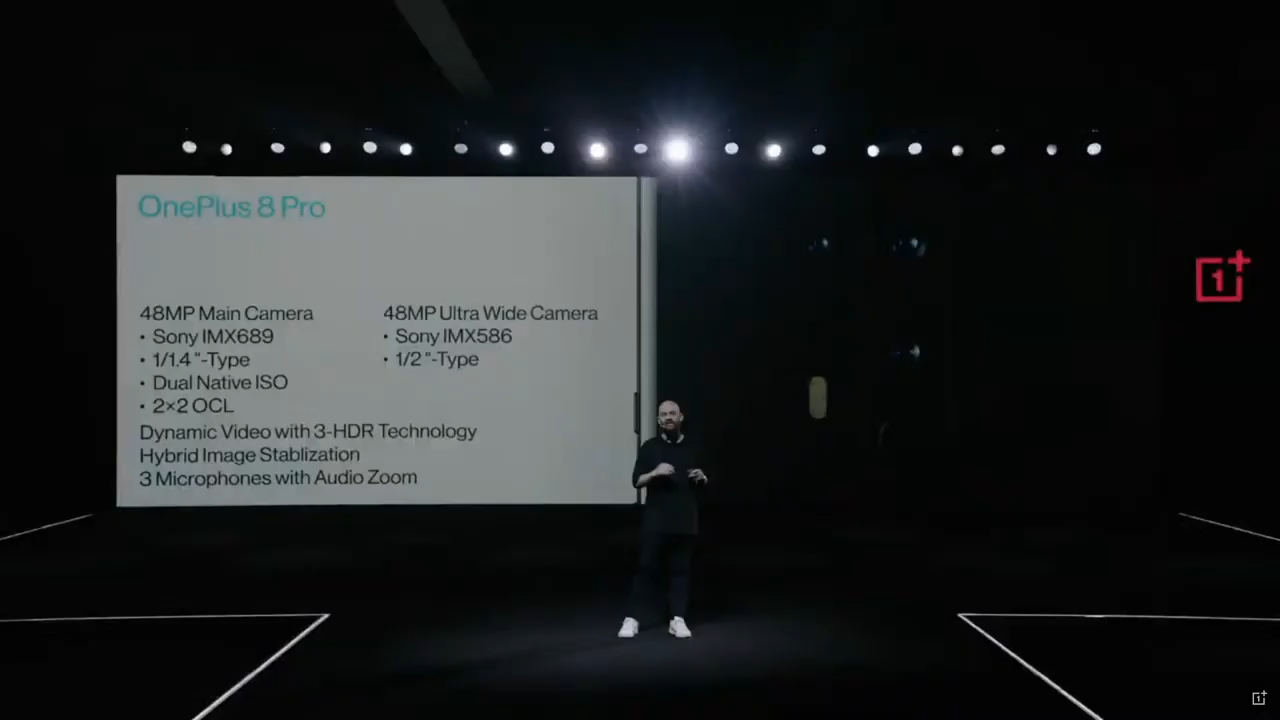 OnePlus 8 Pro
48MP Main Camera
• Sony IMX689
• 1/1.4 "-Type
• Dual Native ISO
• 2×2 OCL
48MP Ultra Wide Camera
• Sony IMX586
• 1/2 "-Type
Dynamic Video with 3-HDR Technology
Hybrid Image Stablization
3 Microphones with Audio Zoom
1+
1+